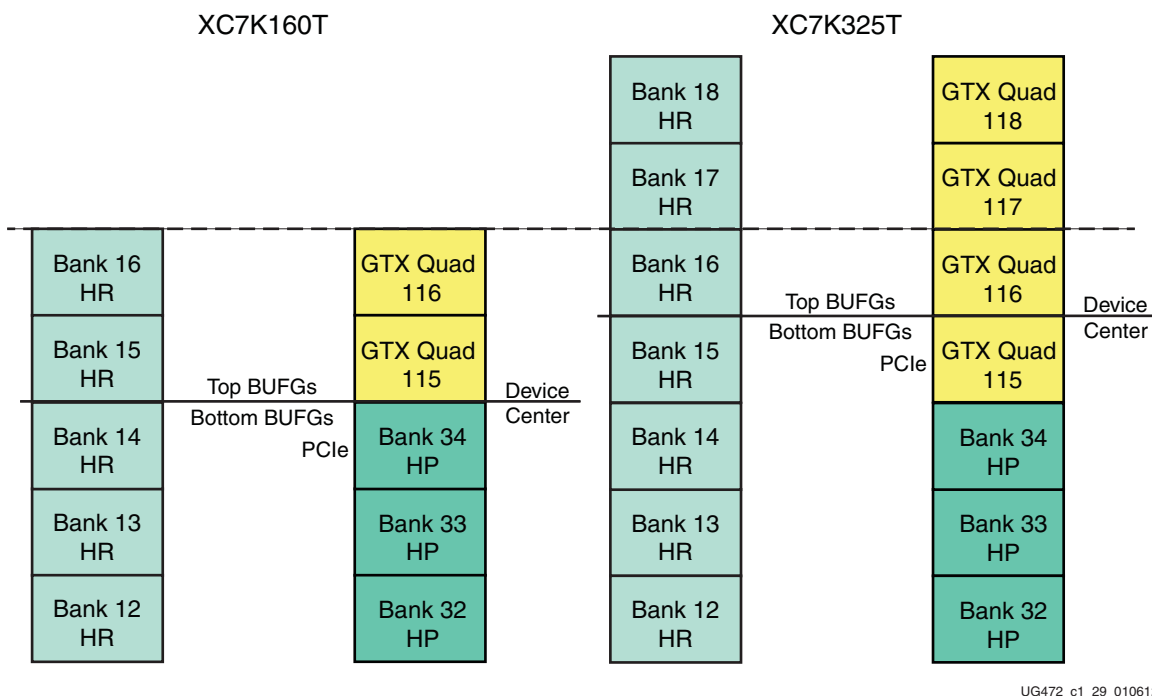 XC7K160T
XC7K325T
Bank 18
HR
GTX Quad
118
Bank 17
HR
GTX Quad
117
Bank 16
HR
GTX Quad
116
Bank 16
HR
Top BUFGs
GTX Quad
116
Device
Center
Bank 15
HR
GTX Quad
115
Bank 15
HR
Bottom BUFGs
PCIe
GTX Quad
115
Top BUFGs
Device
Center
Bottom BUFGs
PCIe
Bank 14
HR
Bank 34
HP
Bank 14
HR
Bank 34
HP
Bank 13
HR
Bank 33
HP
Bank 13
HR
Bank 33
HP
Bank 12
HR
Bank 32
HP
Bank 12
HR
Bank 32
HP